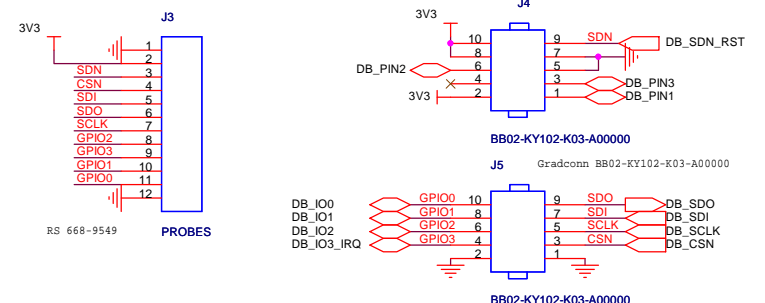 J3
3V3
1
2
SDN 3
CSN 4
SDI 5
SDO 6
SCLK 7
GPIO2 8
GPIO3 9
GPIO1 10
GPIO0 11
12
RS 668-9549
PROBES
J4
3V3
10 9 SDN DB_SDN_RST
8 7
DB_PIN2 6 5
4 3 DB_PIN3
3V3 2 1 DB_PIN1
BB02-KY102-K03-A00000
Gradconn BB02-KY102-K03-A00000
J5
DB_IO0 GPIO0 10 9 SDO DB_SDO
DB_IO1 GPIO1 8 7 SDI DB_SDI
DB_IO2 GPIO2 6 5 SCLK DB_SCLK
DB_IO3_IRQ GPIO3 4 3 CSN DB_CSN
2 1
BB02-KY102-K03-A00000